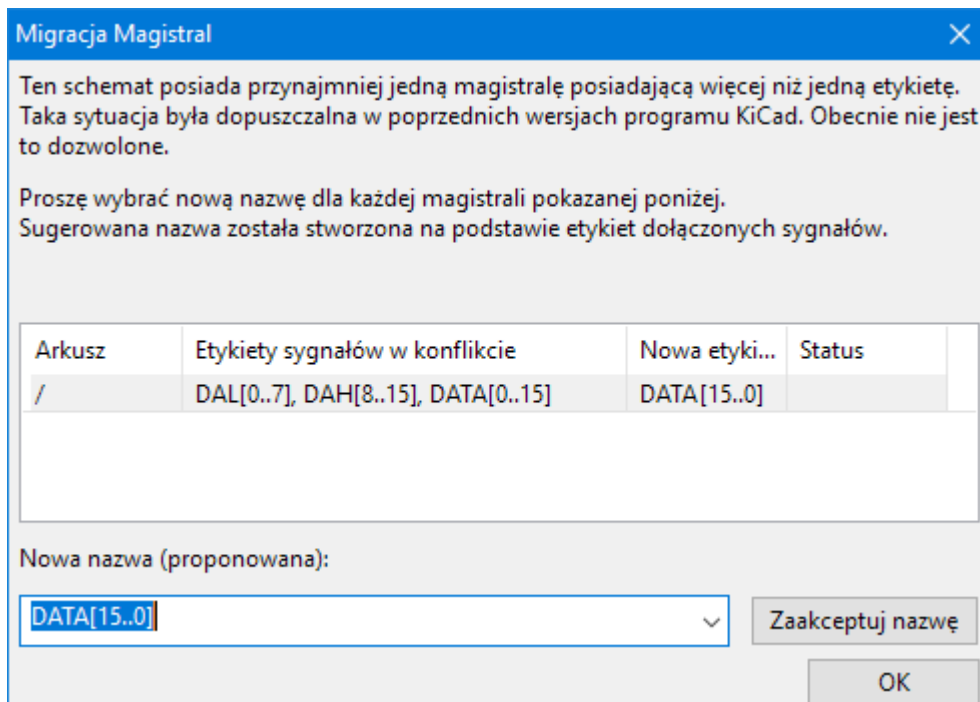 Migracja Magistral
Ten schemat posiada przynajmniej jedną magistralę posiadającą więcej niż jedną etykietę.
Taka sytuacja była dopuszczalna w poprzednich wersjach programu KiCad. Obecnie nie jest
to dozwolone.
Proszę wybrać nową nazwę dla każdej magistrali pokazanej poniżej.
Sugerowana nazwa została stworzona na podstawie etykiet dołączonych sygnałów.
Arkusz Etykiety sygnałów w konflikcie Nowa etyki... Status
/ DAL[0..7], DAH[8..15], DATA[0..15] DATA[15..0]
Nowa nazwa (proponowana):
DATA[15..0] Zaakceptuj nazwę
OK